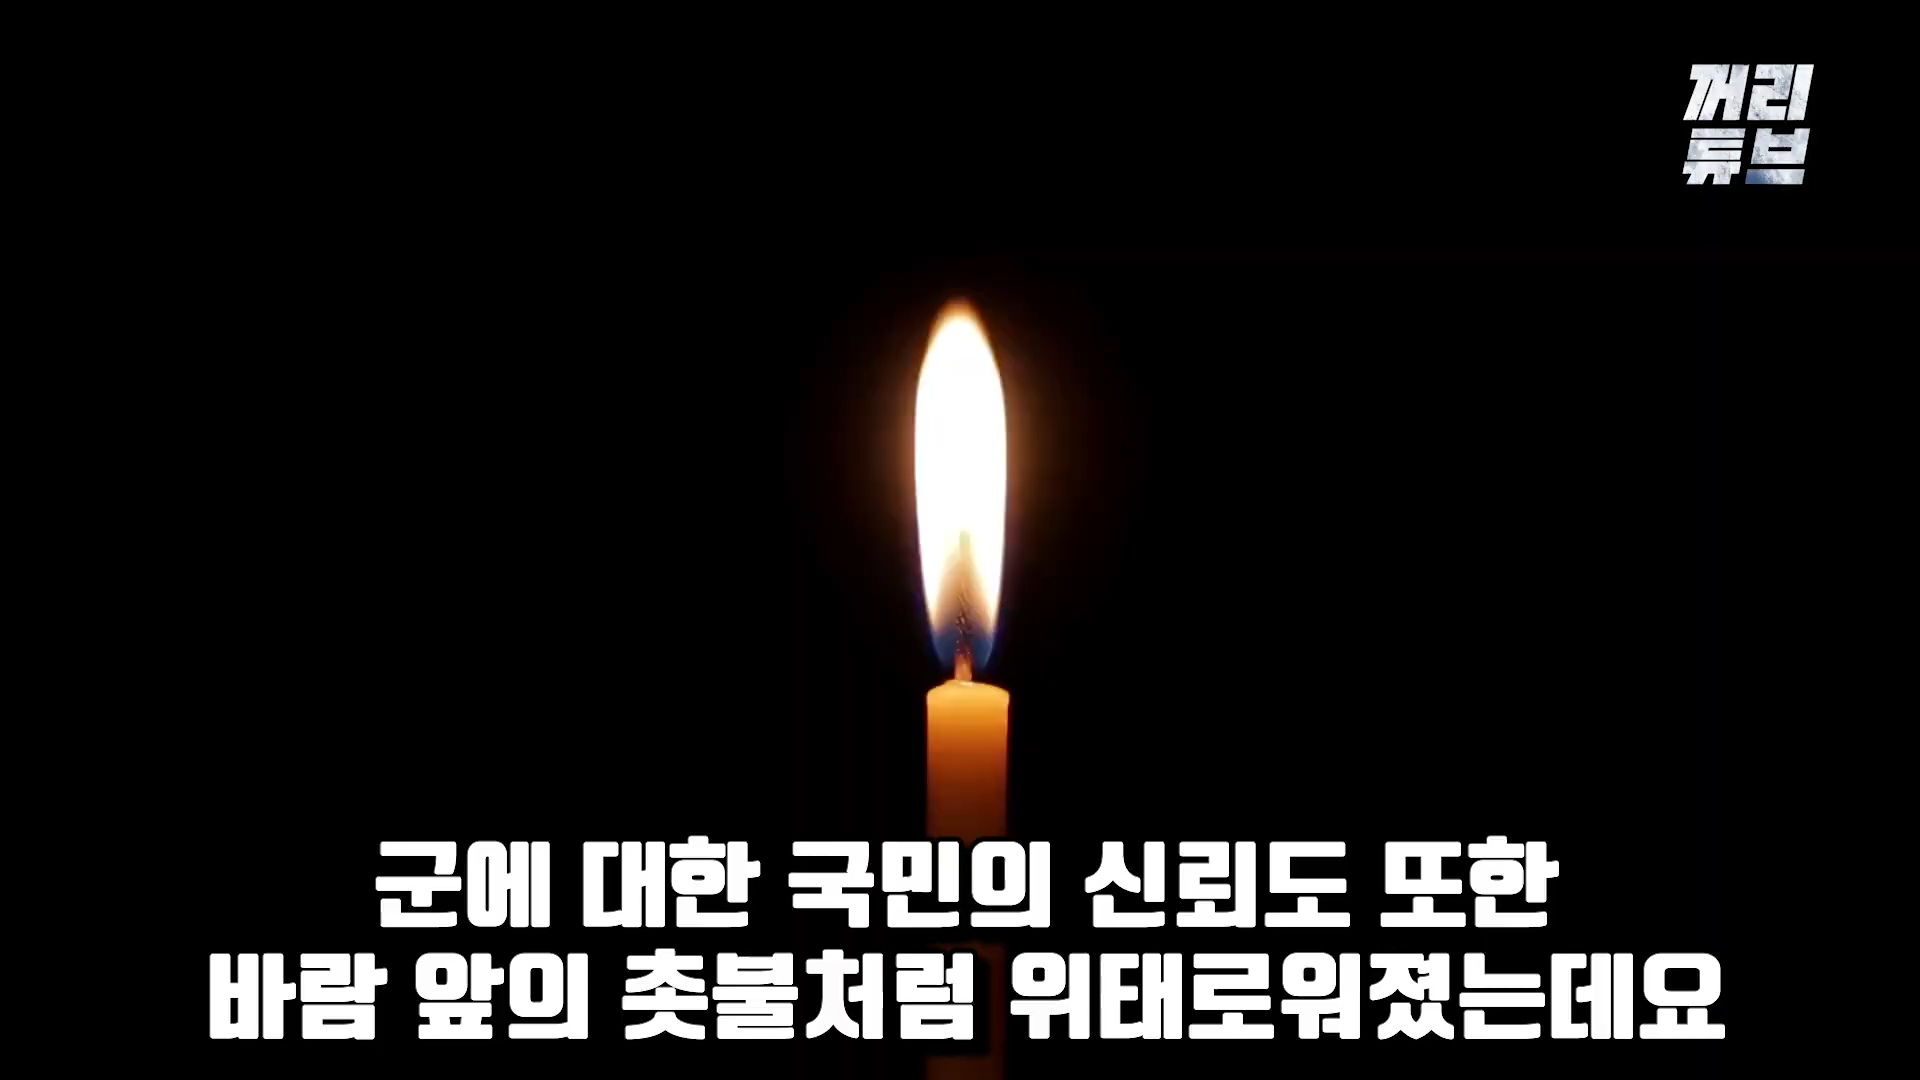 꺼리
튜브
군에 대한 국민의 신뢰도 또한
바람 앞의 촛불처럼 위태로워졌는데요